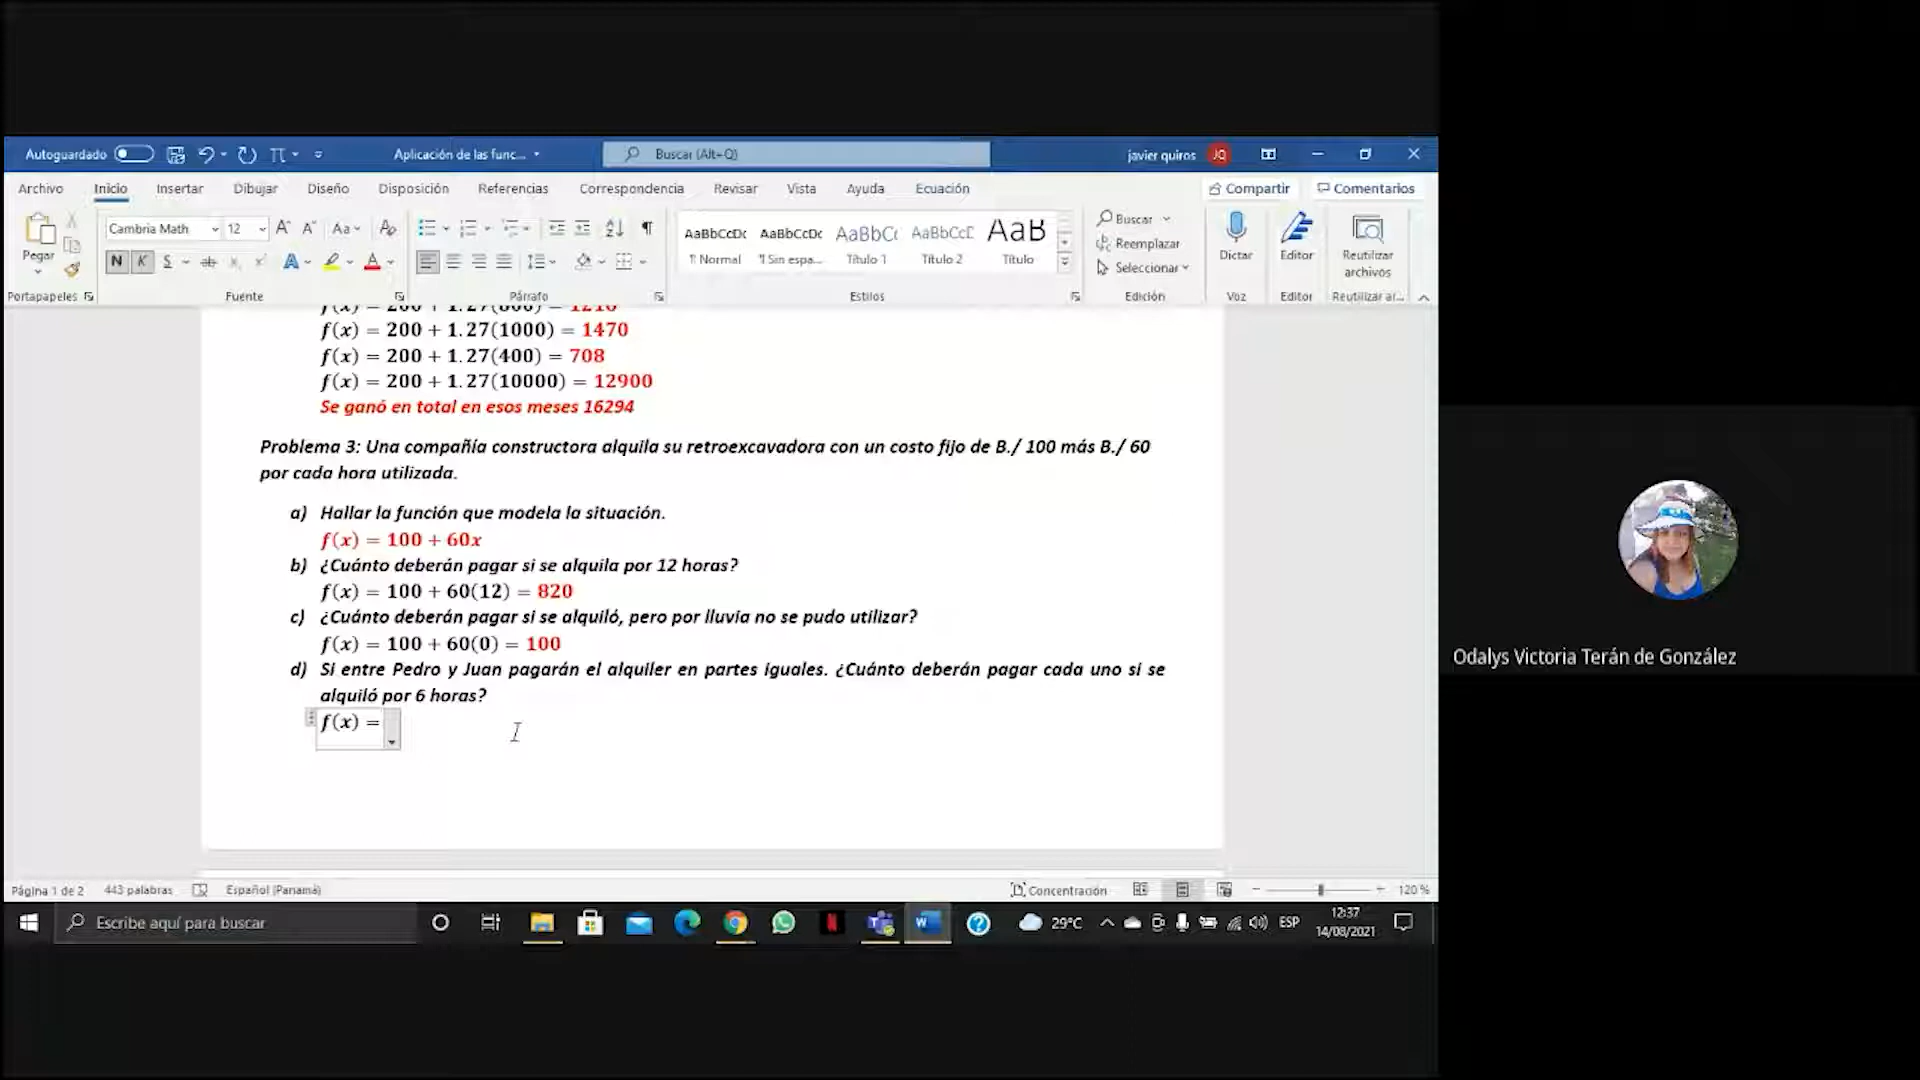 Autoguardado
Aplicación de las func...
Buscar (Alt+Q)
javier quiros
JQ
Archivo
Inicio
Insertar
Dibujar
Diseño
Disposición
Referencias
Correspondencia
Revisar
Vista
Ayuda
Ecuación
Compartir
Comentarios
Pegar
Portapapeles
Cambria Math
12
N K S ab
Fuente
Párrafo
AaBbCcDc
¶ Normal
AaBbCcDc
¶ Sin espa...
AaBbCc
Título 1
AaBbCcD
Título 2
AaB
Título
Estilos
Buscar
Reemplazar
Seleccionar
Edición
Dictar
Voz
Editor
Editor
Reutilizar
archivos
Reutilizar ar...
f(x) = 200 + 1.27(800) = 1216
f(x) = 200 + 1.27(1000) = 1470
f(x) = 200 + 1.27(400) = 708
f(x) = 200 + 1.27(10000) = 12900
Se ganó en total en esos meses 16294
Problema 3: Una compañía constructora alquila su retroexcavadora con un costo fijo de B./ 100 más B./ 60
por cada hora utilizada.
a) Hallar la función que modela la situación.
f(x) = 100 + 60x
b) ¿Cuánto deberán pagar si se alquila por 12 horas?
f(x) = 100 + 60(12) = 820
c) ¿Cuánto deberán pagar si se alquiló, pero por lluvia no se pudo utilizar?
f(x) = 100 + 60(0) = 100
d) Si entre Pedro y Juan pagarán el alquiler en partes iguales. ¿Cuánto deberán pagar cada uno si se
alquiló por 6 horas?
f(x) =
Odalys Victoria Terán de González
Página 1 de 2
443 palabras
Español (Panamá)
Concentración
120 %
Escribe aquí para buscar
29°C
ESP
12:37
14/08/2021